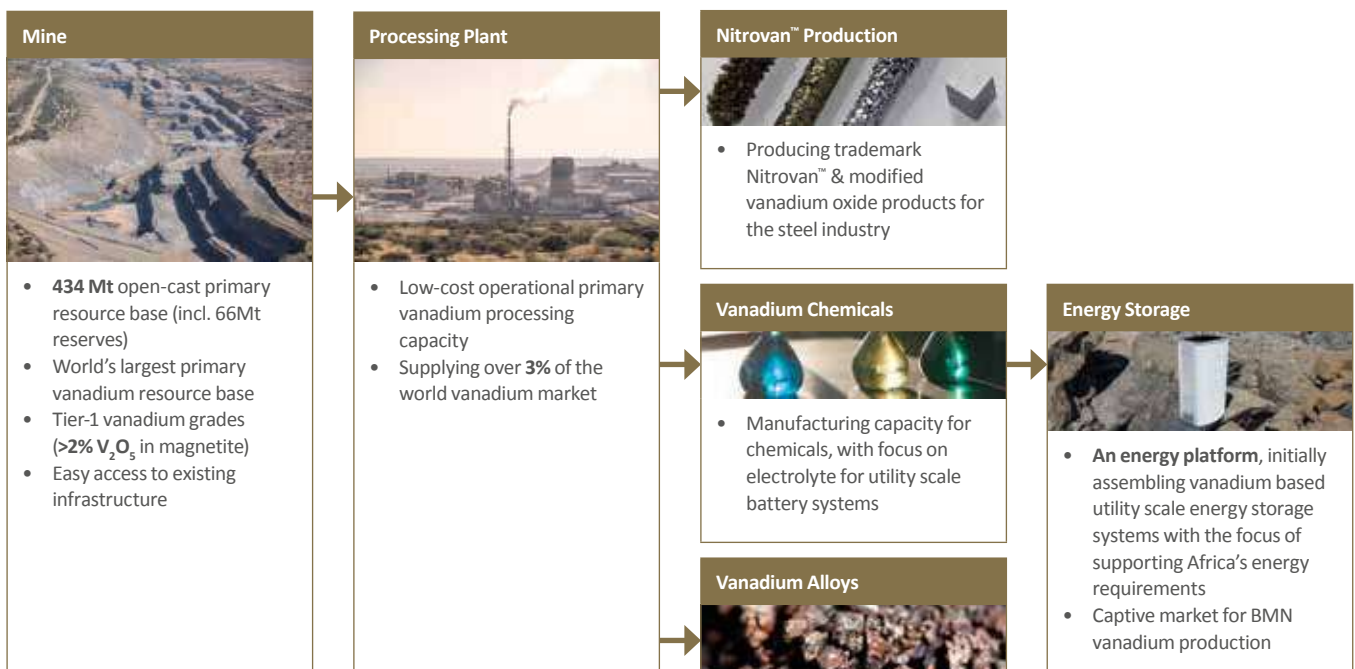 Mine
• 434 Mt open-cast primary
resource base (incl. 66Mt
reserves)
• World's largest primary
vanadium resource base
• Tier-1 vanadium grades
(>2% V₂O₅ in magnetite)
• Easy access to existing
infrastructure
Processing Plant
• Low-cost operational primary
vanadium processing
capacity
• Supplying over 3% of the
world vanadium market
Nitrovan™ Production
• Producing trademark
Nitrovan™ & modified
vanadium oxide products for
the steel industry
Vanadium Chemicals
• Manufacturing capacity for
chemicals, with focus on
electrolyte for utility scale
battery systems
Vanadium Alloys
Energy Storage
• An energy platform, initially
assembling vanadium based
utility scale energy storage
systems with the focus of
supporting Africa's energy
requirements
• Captive market for BMN
vanadium production